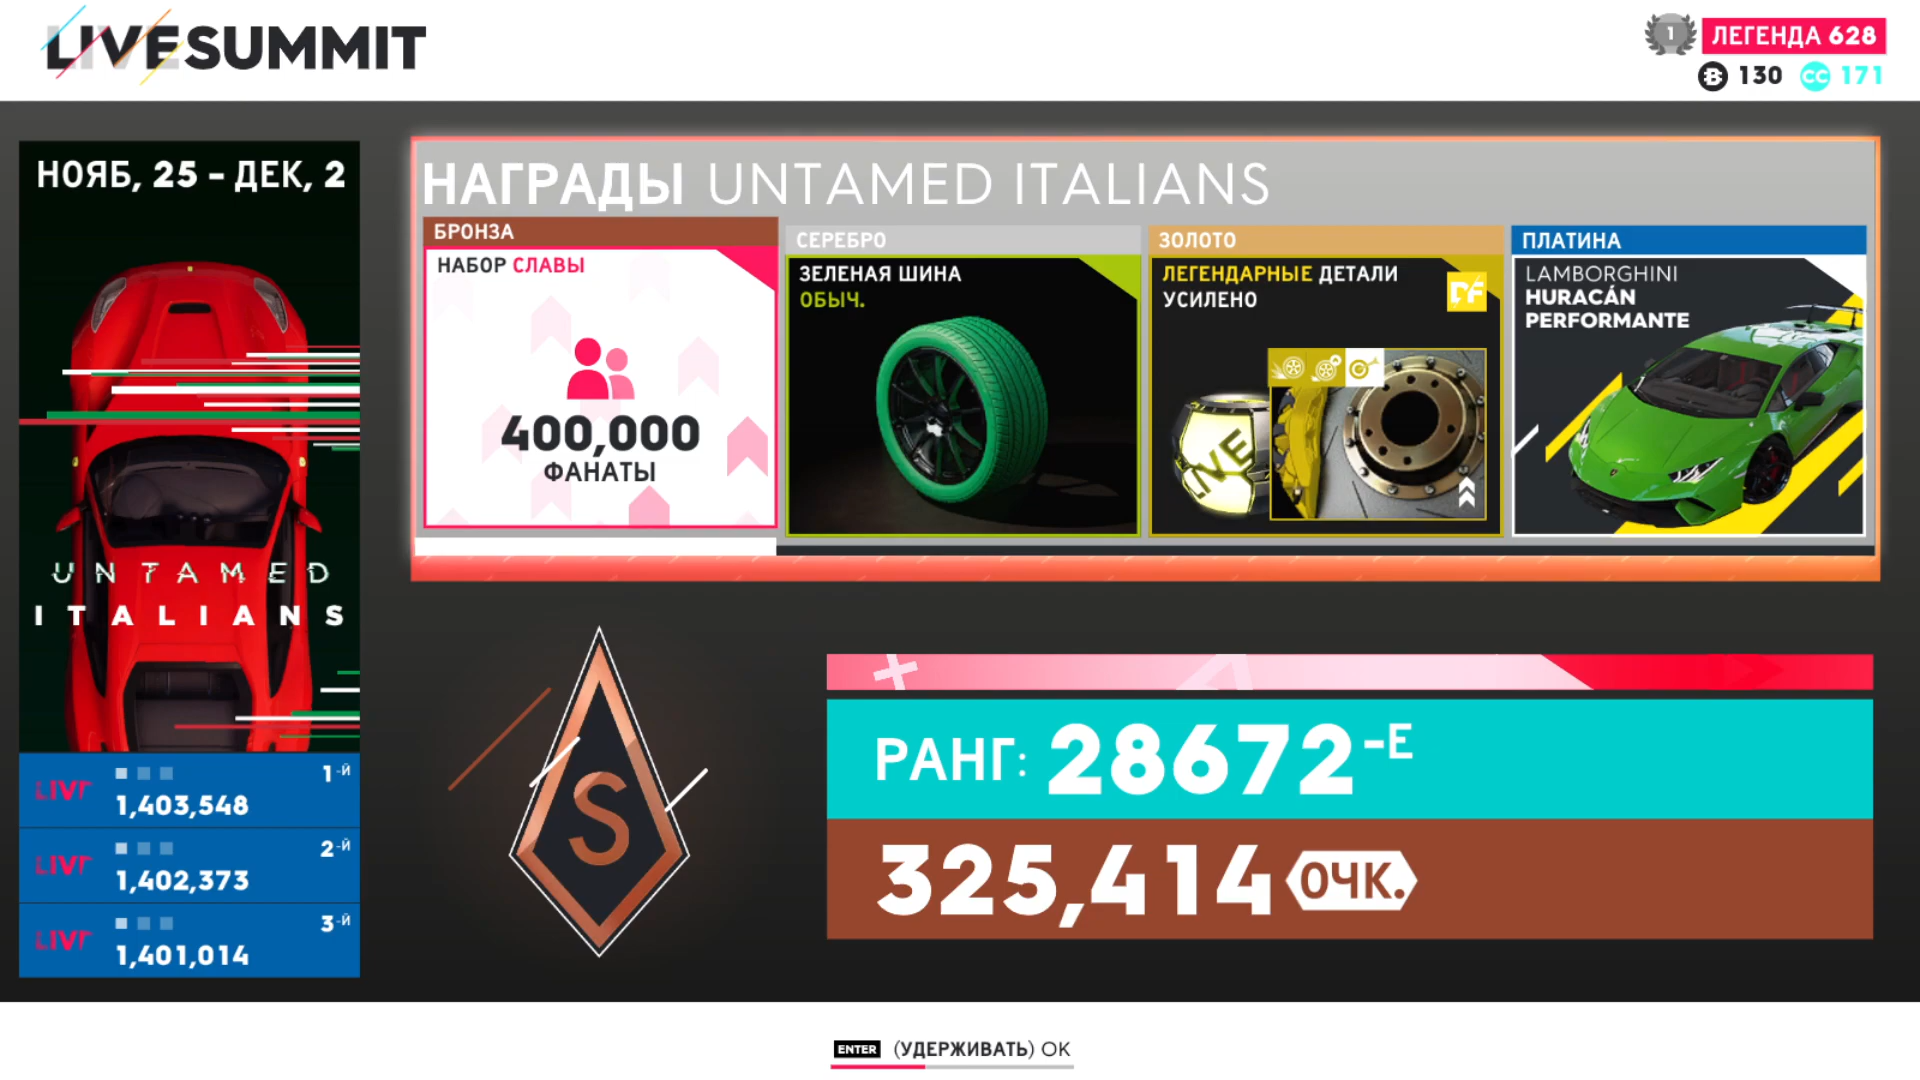 LIVESUMMIT
1 ЛЕГЕНДА 628
130 CC 171
НОЯБ, 25 - ДЕК, 2
UNTAMED
ITALIANS
1-Й
1,403,548
2-Й
1,402,373
3-Й
1,401,014
НАГРАДЫ UNTAMED ITALIANS
БРОНЗА
НАБОР СЛАВЫ
400,000
ФАНАТЫ
СЕРЕБРО
ЗЕЛЕНАЯ ШИНА
ОБЫЧ.
ЗОЛОТО
ЛЕГЕНДАРНЫЕ ДЕТАЛИ
УСИЛЕНО
LIVE
ПЛАТИНА
LAMBORGHINI
HURACÁN
PERFORMANTE
S
РАНГ: 28672-Е
325,414 ОЧК.
ENTER (УДЕРЖИВАТЬ) ОК